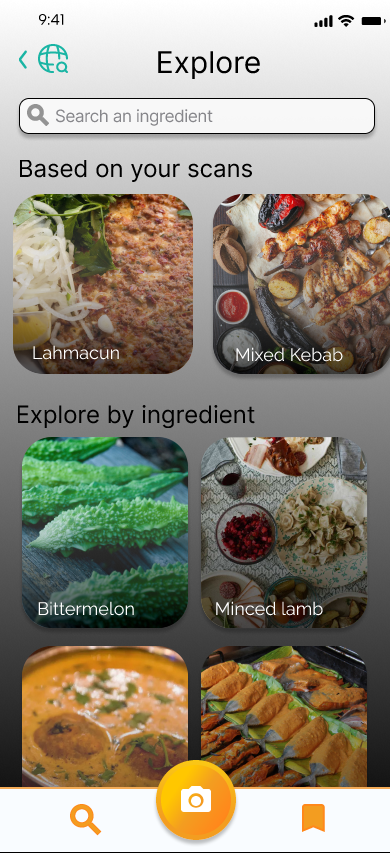 9:41
Explore
Search an ingredient
Based on your scans
Lahmacun
Mixed Kebab
Explore by ingredient
Bittermelon
Minced lamb